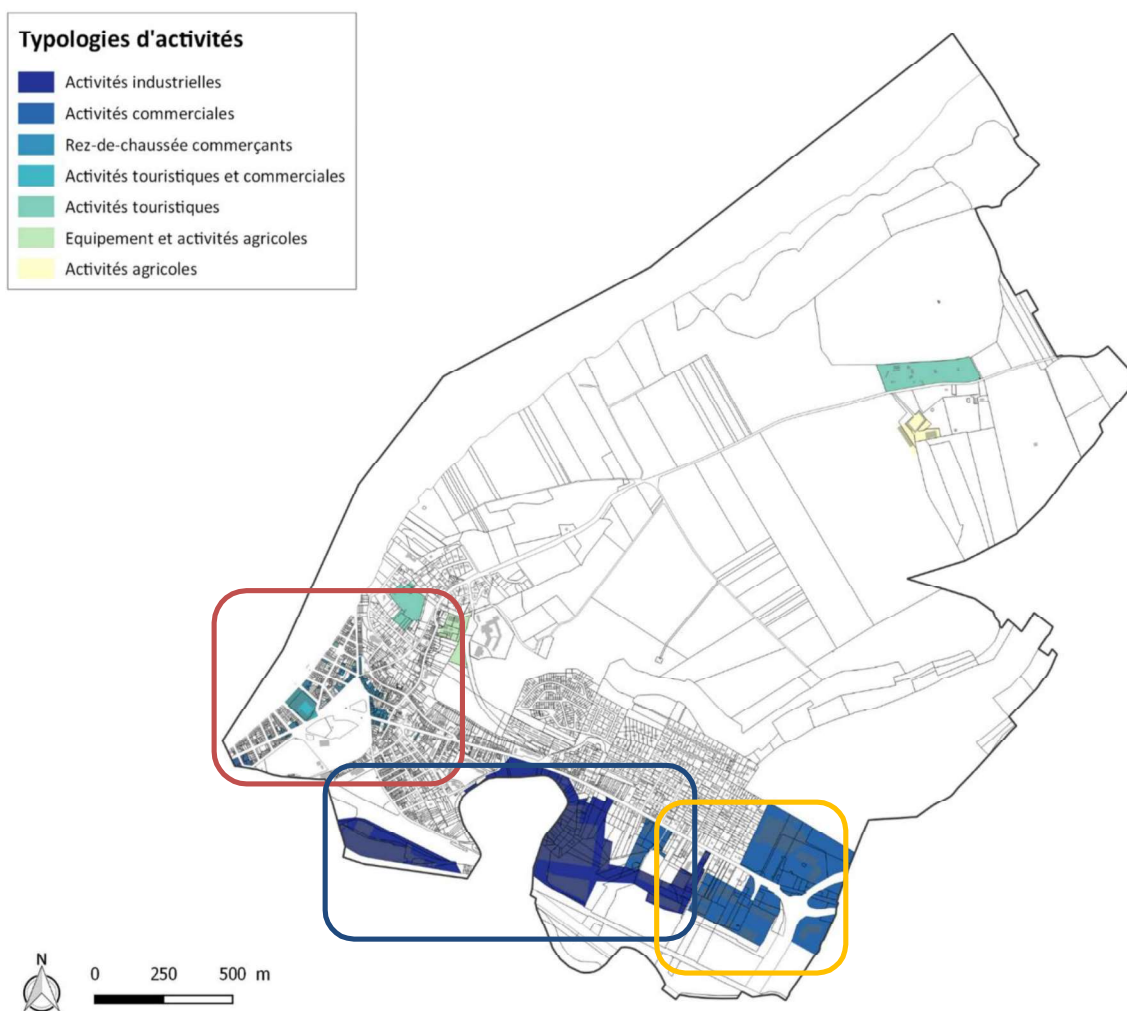 Typologies d'activités
Activités industrielles
Activités commerciales
Rez-de-chaussée commerçants
Activités touristiques et commerciales
Activités touristiques
Equipement et activités agricoles
Activités agricoles
N
0 250 500 m